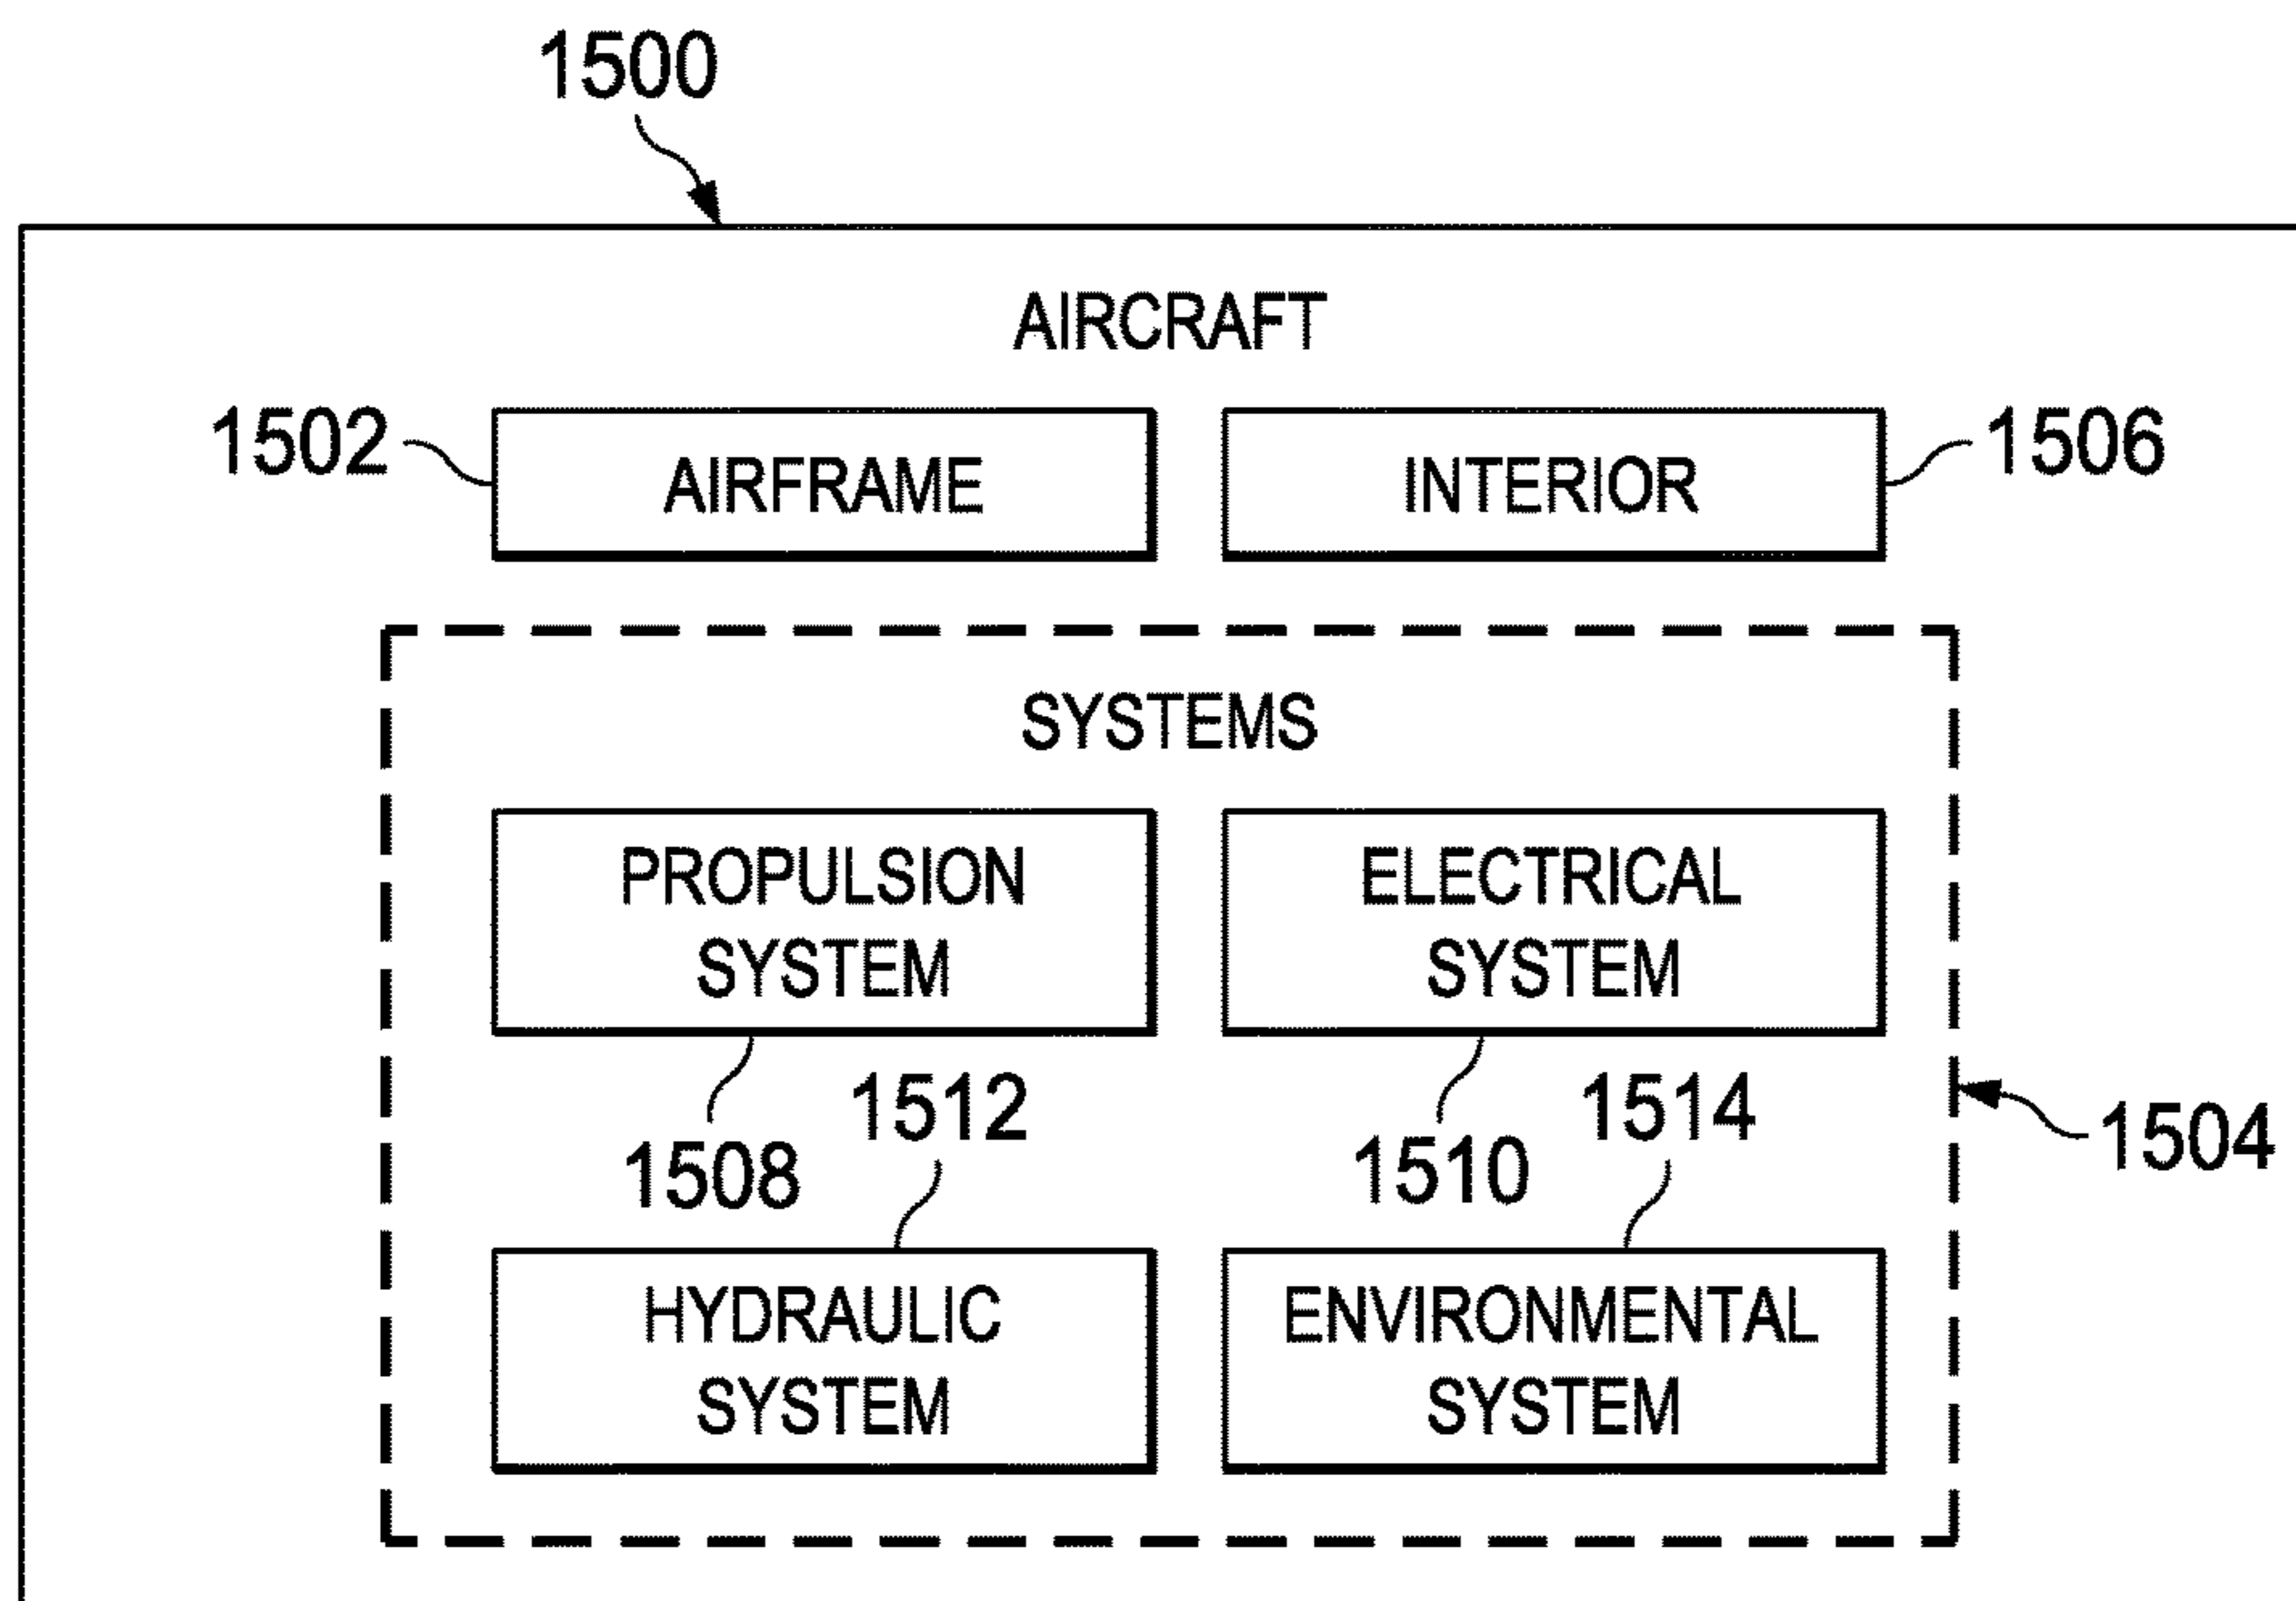 1500
AIRCRAFT
1502
AIRFRAME
INTERIOR
1506
SYSTEMS
PROPULSION
SYSTEM
ELECTRICAL
SYSTEM
1508
1512
1510
1514
1504
HYDRAULIC
SYSTEM
ENVIRONMENTAL
SYSTEM